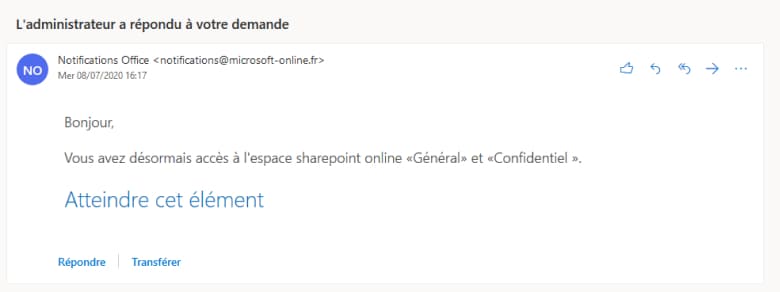 L'administrateur a répondu à votre demande
NO
Notifications Office <notifications@microsoft-online.fr>
Mer 08/07/2020 16:17
Bonjour,
Vous avez désormais accès à l'espace sharepoint online «Général» et «Confidentiel ».
Atteindre cet élément
Répondre
Transférer